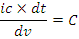 ic × dt / dv = C